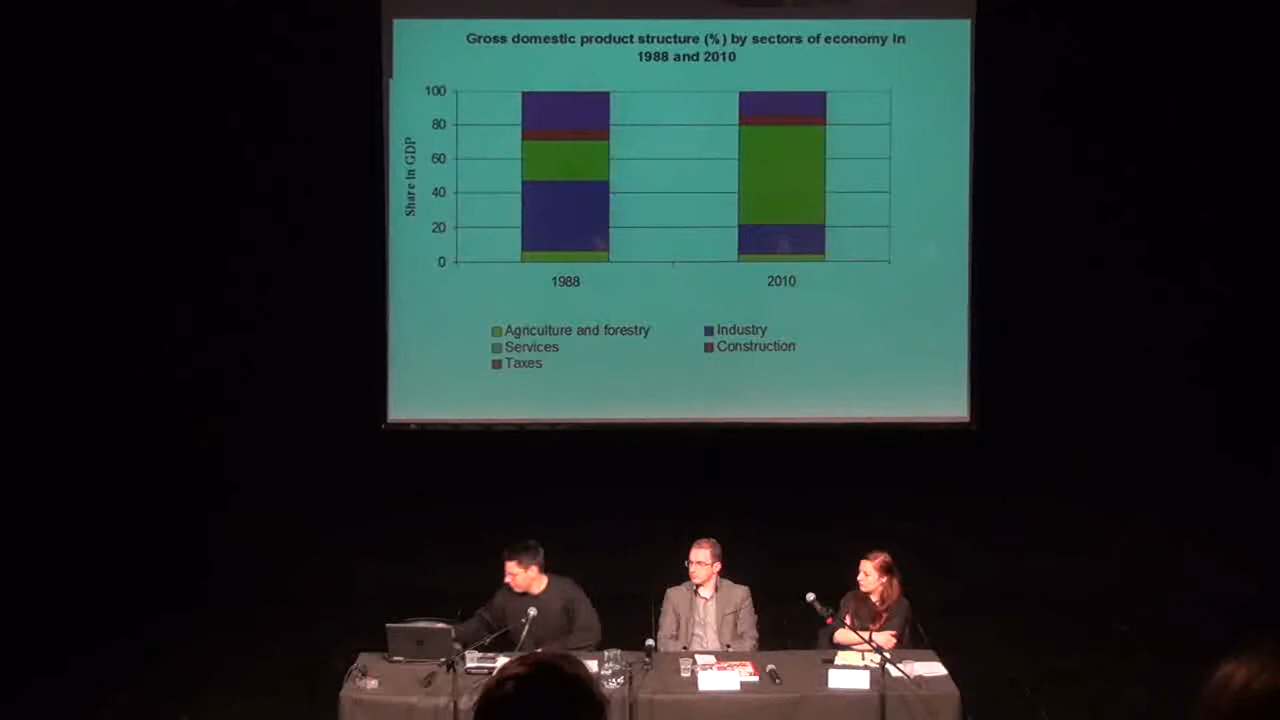 Gross domestic product structure (%) by sectors of economy in
1988 and 2010
100
80
60
40
20
0
Share in GDP
1988
2010
Agriculture and forestry
Industry
Services
Construction
Taxes